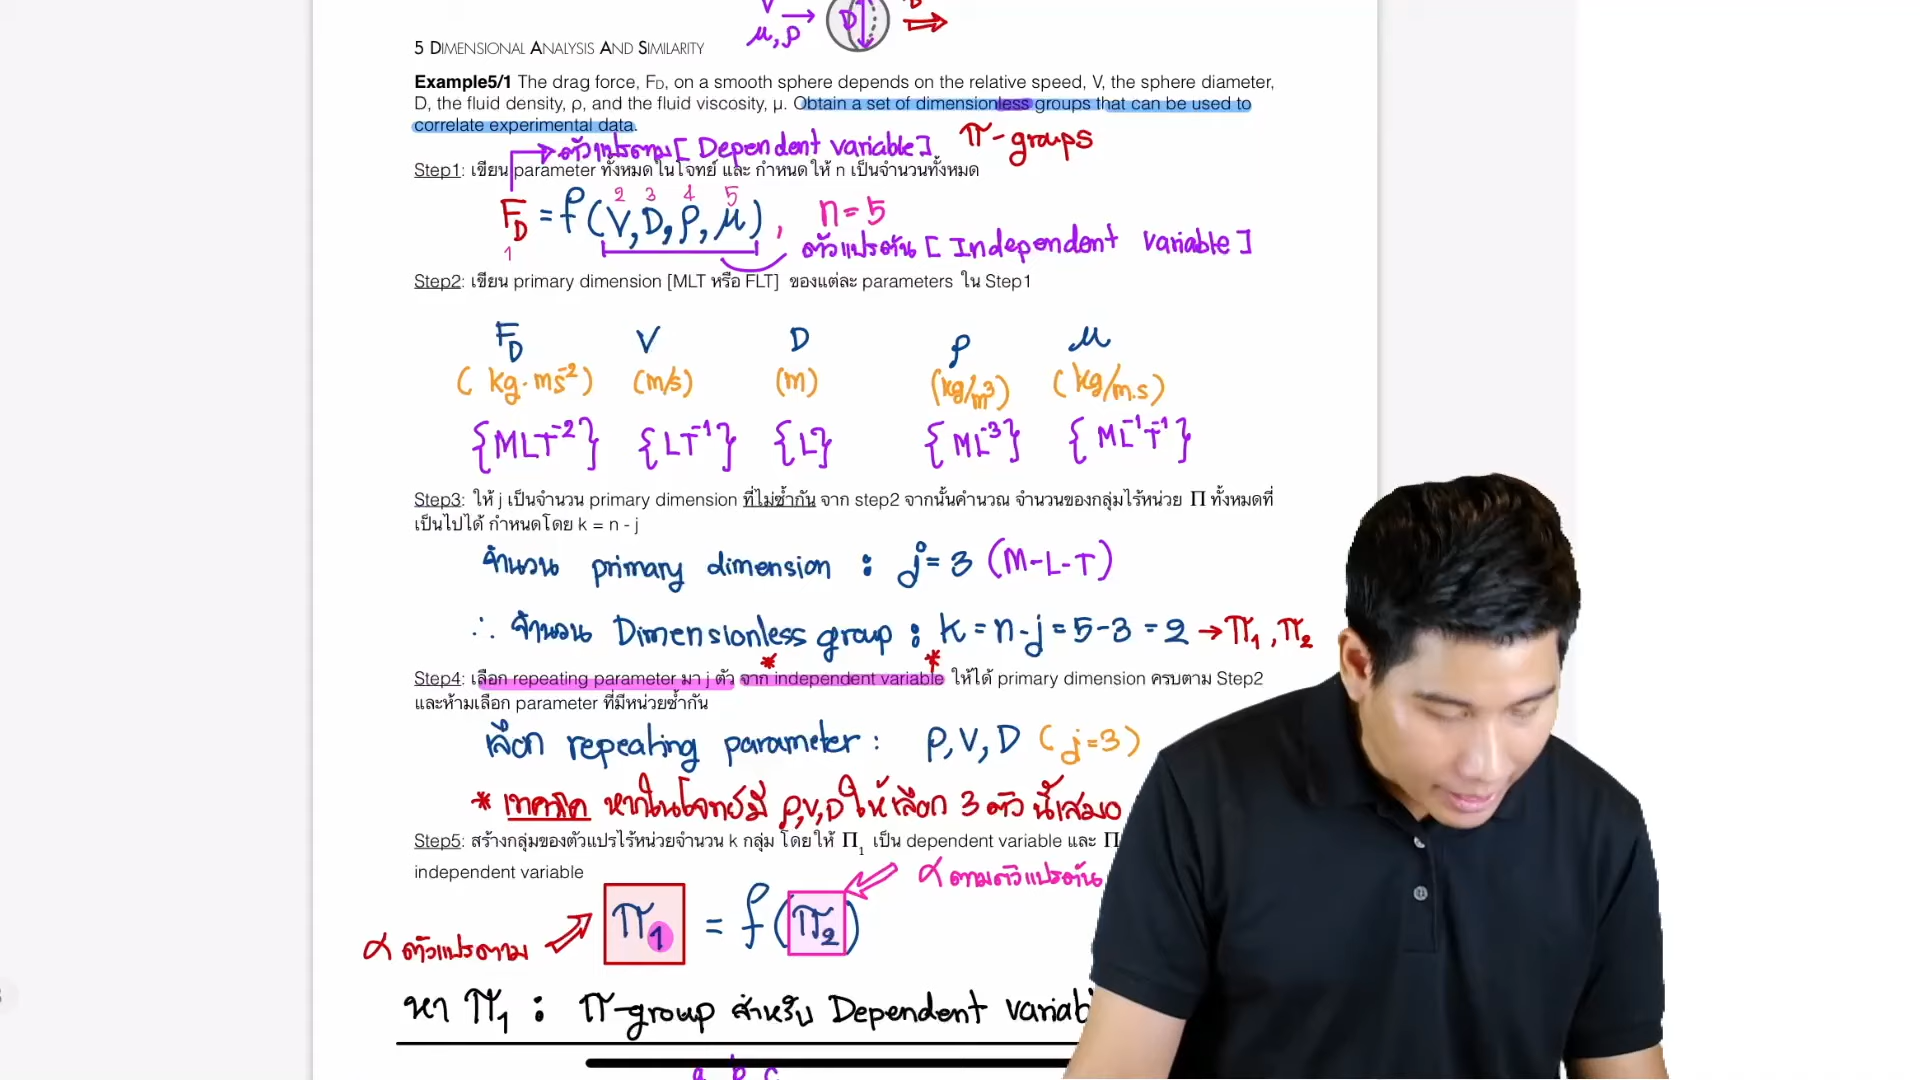 V
D
μ, ρ
5 DIMENSIONAL ANALYSIS AND SIMILARITY
Example5/1 The drag force, FD, on a smooth sphere depends on the relative speed, V, the sphere diameter,
D, the fluid density, ρ, and the fluid viscosity, μ. Obtain a set of dimensionless groups that can be used to
correlate experimental data.
ตัวแปรตาม [ Dependent variable ] π-groups
Step1: เขียน parameter ทั้งหมดในโจทย์ และ กำหนดให้ n เป็นจำนวนทั้งหมด
2 3 4 5
F_D = f(V, D, ρ, μ), n = 5
1
ตัวแปรต้น [ Independent variable ]
Step2: เขียน primary dimension [MLT หรือ FLT] ของแต่ละ parameters ใน Step1
F_D V D ρ μ
(kg·ms⁻²) (m/s) (m) (kg/m³) (kg/m.s)
{MLT⁻²} {LT⁻¹} {L} {ML⁻³} {ML⁻¹T⁻¹}
Step3: ให้ j เป็นจำนวน primary dimension ที่ไม่ซ้ำกัน จาก step2 จากนั้นคำนวณ จำนวนของกลุ่มไร้หน่วย Π ทั้งหมดที่
เป็นไปได้ กำหนดโดย k = n - j
จำนวน primary dimension : j = 3 (M-L-T)
∴ จำนวน Dimensionless group : k = n-j = 5-3 = 2 → π₁, π₂
* *
Step4: เลือก repeating parameter มา j ตัว จาก independent variable ให้ได้ primary dimension ครบตาม Step2
และห้ามเลือก parameter ที่มีหน่วยซ้ำกัน
เลือก repeating parameter : ρ, V, D (j=3)
* เทคนิค หากในโจทย์มี ρ,V,D ให้เลือก 3 ตัว นี้เสมอ
Step5: สร้างกลุ่มของตัวแปรไร้หน่วยจำนวน k กลุ่ม โดยให้ Π₁ เป็น dependent variable และ Π
independent variable
α ตามตัวแปรต้น
π₁ = f(π₂)
α ตัวแปรตาม
หา π₁ : π-group สำหรับ Dependent variab
a b c